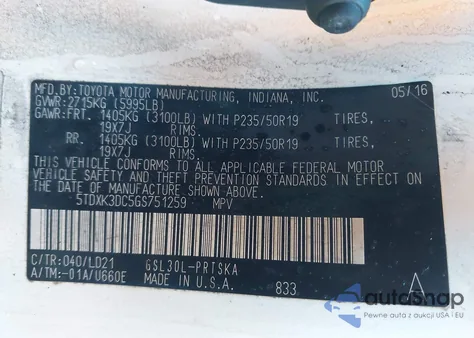 MFD.BY:TOYOTA MOTOR MANUFACTURING, INDIANA, INC. 05/16
GVWR:2715KG (5995LB)
GAWR:FRT. 1405KG (3100LB) WITH P235/50R19 TIRES,
19X7J RIMS.
RR. 1405KG (3100LB) WITH P235/50R19 TIRES,
19X7J RIMS.
THIS VEHICLE CONFORMS TO ALL APPLICABLE FEDERAL MOTOR
VEHICLE SAFETY AND THEFT PREVENTION STANDARDS IN EFFECT
ON THE DATE OF MANUFACTURE SHOWN ABOVE.
5TDXK3DC5GS751259 MPV
C/TR:040/LD21 GSL30L-PRTSKA
A/TM:-01A/U660E MADE IN U.S.A. 833 A
autaSnap
Pewne auta z aukcji USA i EU